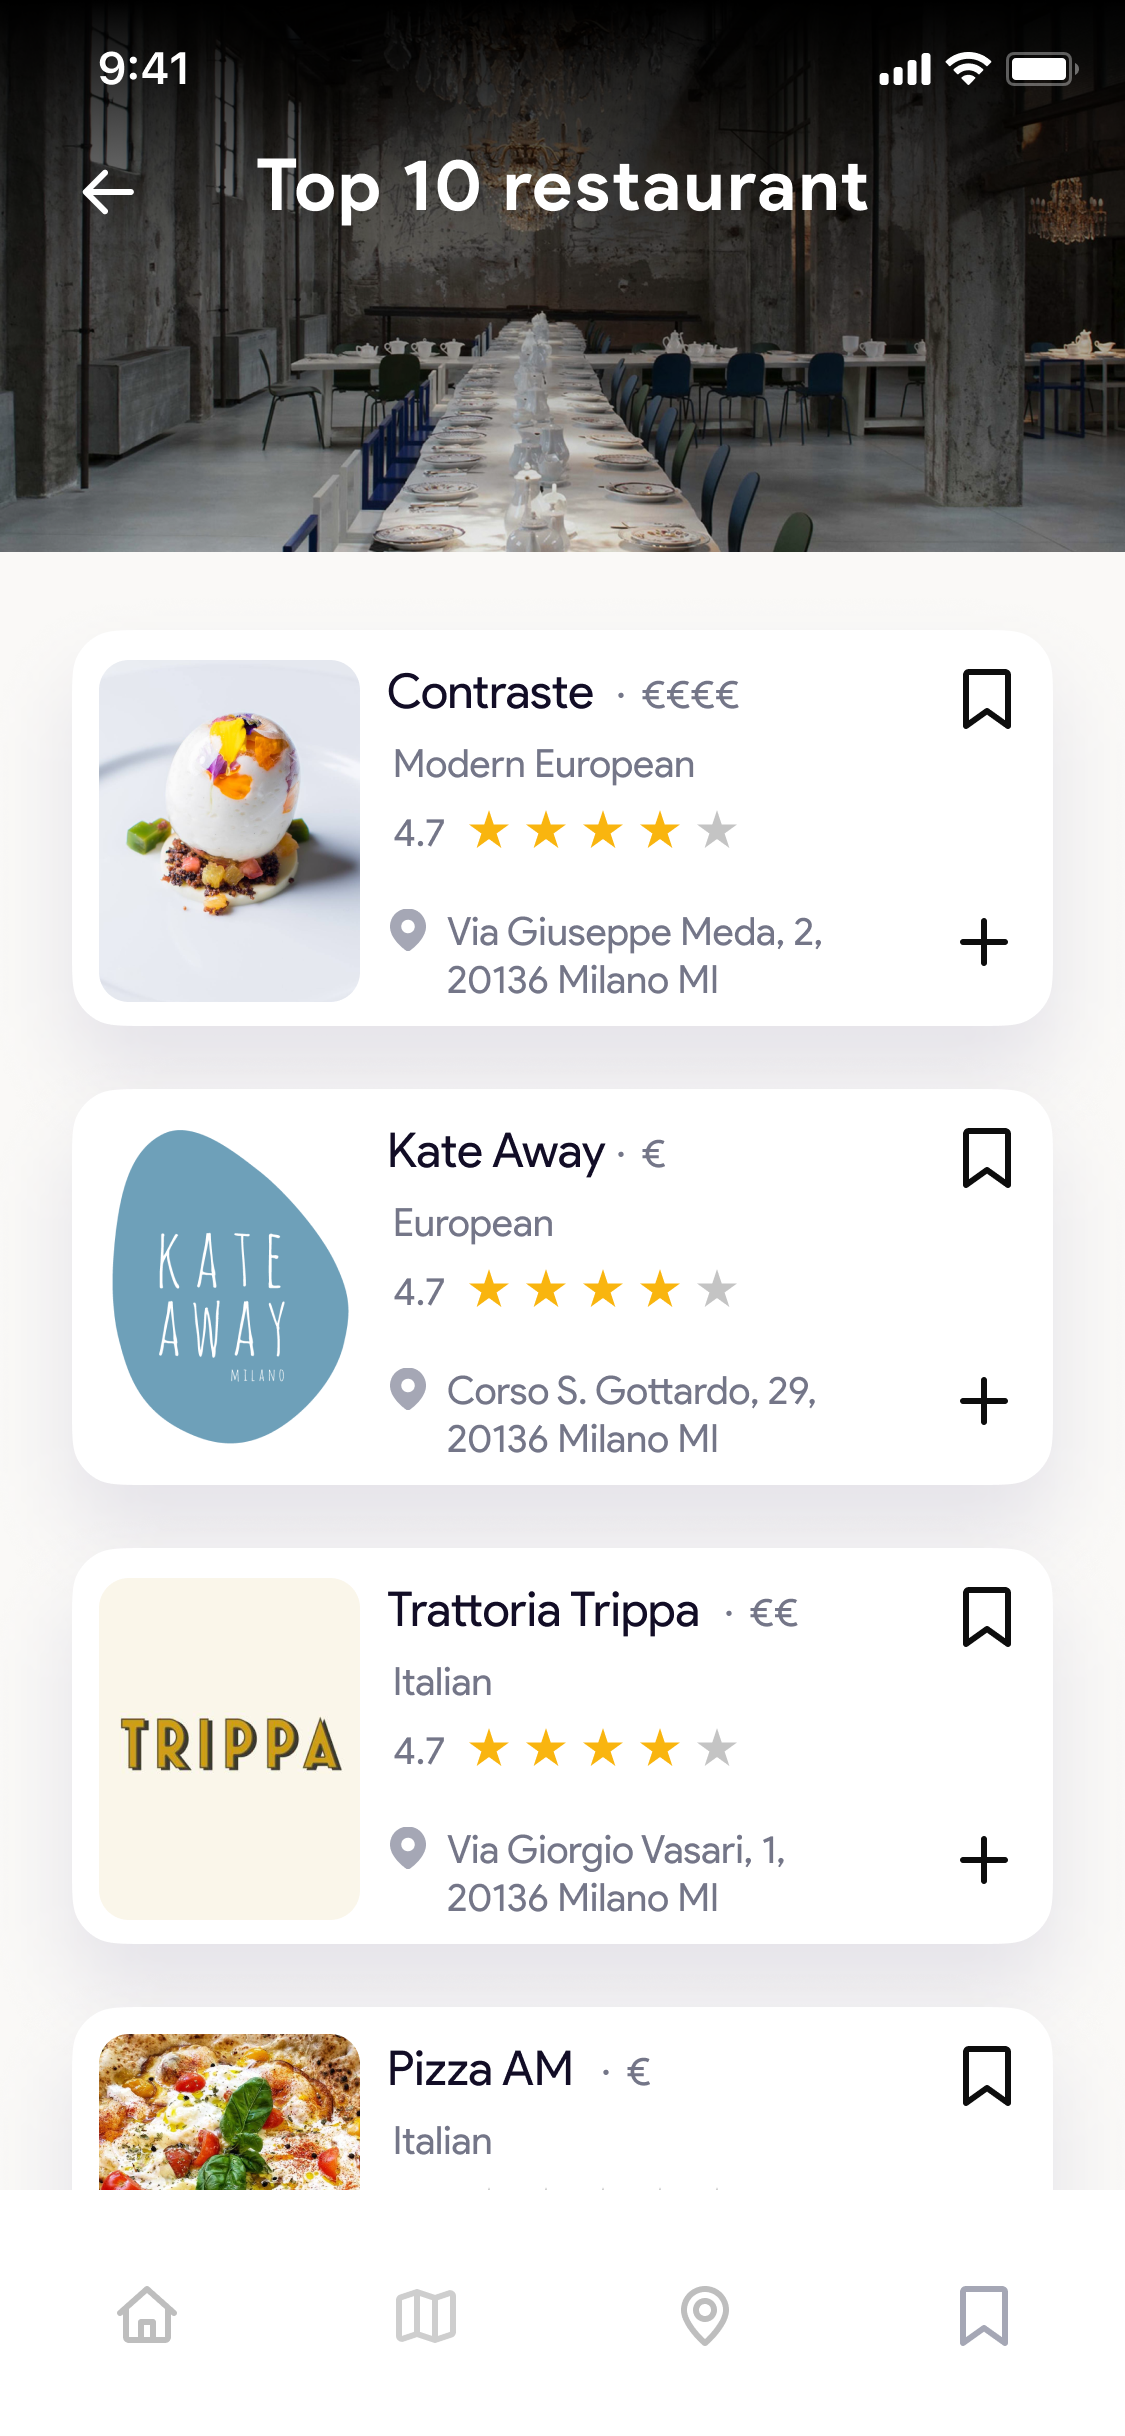 9:41
Top 10 restaurant
Contraste · €€€€
Modern European
4.7
Via Giuseppe Meda, 2,
20136 Milano MI
KATE
AWAY
MILANO
Kate Away · €
European
4.7
Corso S. Gottardo, 29,
20136 Milano MI
TRIPPA
Trattoria Trippa · €€
Italian
4.7
Via Giorgio Vasari, 1,
20136 Milano MI
Pizza AM · €
Italian